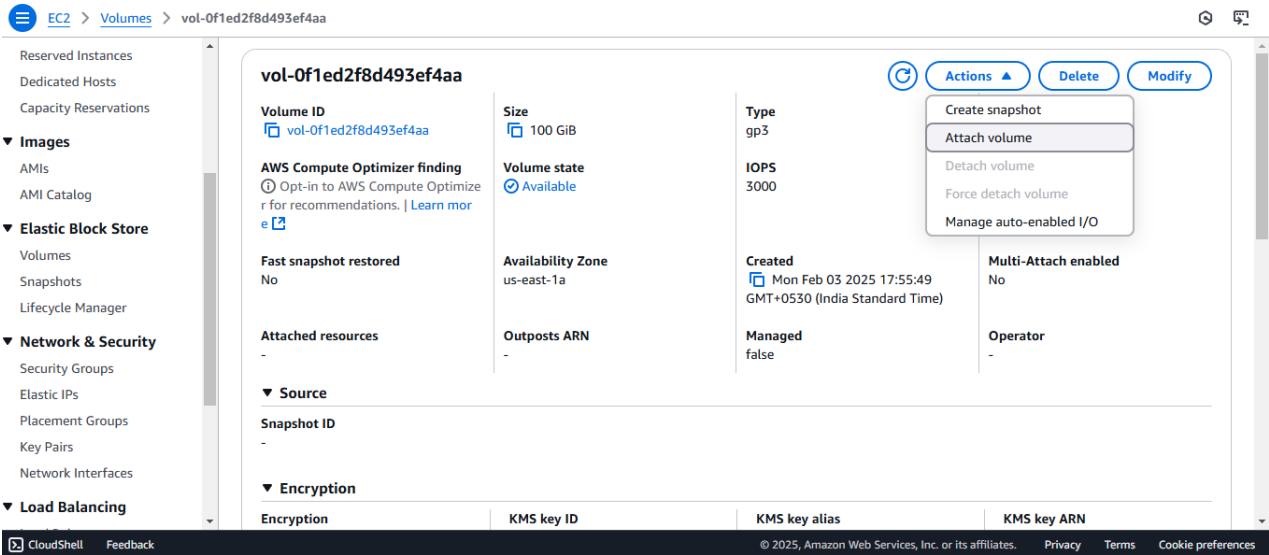 EC2 > Volumes > vol-0f1ed2f8d493ef4aa
Reserved Instances
Dedicated Hosts
Capacity Reservations
Images
AMIs
AMI Catalog
Elastic Block Store
Volumes
Snapshots
Lifecycle Manager
Network & Security
Security Groups
Elastic IPs
Placement Groups
Key Pairs
Network Interfaces
Load Balancing
vol-0f1ed2f8d493ef4aa
Actions
Delete
Modify
Create snapshot
Attach volume
Detach volume
Force detach volume
Manage auto-enabled I/O
Volume ID
vol-0f1ed2f8d493ef4aa
Size
100 GiB
Type
gp3
AWS Compute Optimizer finding
Opt-in to AWS Compute Optimize
r for recommendations. | Learn mor
e
Volume state
Available
IOPS
3000
Fast snapshot restored
No
Availability Zone
us-east-1a
Created
Mon Feb 03 2025 17:55:49
GMT+0530 (India Standard Time)
Multi-Attach enabled
No
Attached resources
-
Outposts ARN
-
Managed
false
Operator
-
Source
Snapshot ID
-
Encryption
Encryption
KMS key ID
KMS key alias
KMS key ARN
CloudShell
Feedback
© 2025, Amazon Web Services, Inc. or its affiliates.
Privacy
Terms
Cookie preferences